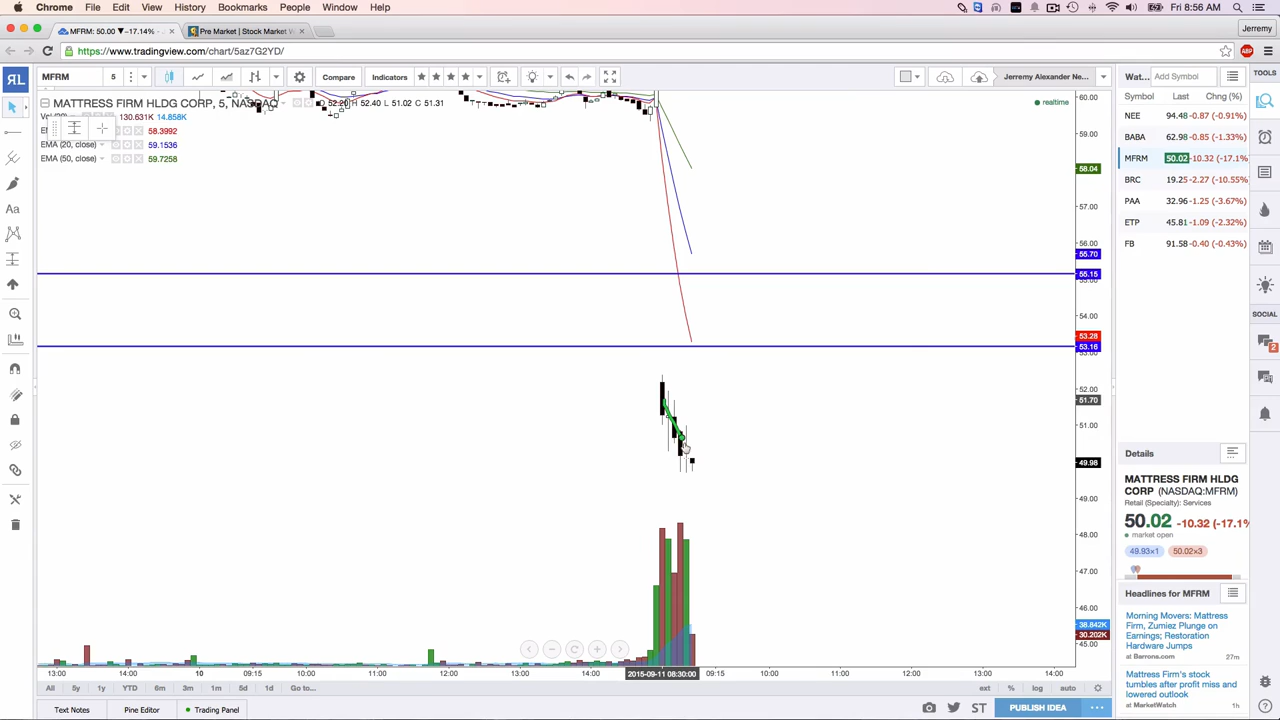 Chrome File Edit View History Bookmarks People Window Help
Fri 8:56 AM
MFRM: 50.00 ▼−17.14%
Pre Market | Stock Market W
Jeremy
https://www.tradingview.com/chart/5az7G2YD/
MFRM 5 Compare Indicators Jeremy Alexander Ne...
MATTRESS FIRM HLDG CORP, 5, NASDAQ 52.20 H 52.40 L 51.02 C 51.31
130.631K 14.858K
58.3992
EMA (20, close) 59.1536
EMA (50, close) 59.7258
realtime
60.00
59.00
58.04
57.00
56.00
55.70
55.15
54.00
53.28
53.16
52.00
51.70
51.00
49.98
49.00
48.00
47.00
46.00
38.842K
30.202K
45.00
13:00 14:00 10 10:00 11:00 12:00 13:00 14:00 2015-09-11 08:30:00 09:15 10:00 11:00 12:00 13:00 14:00
All 5y 1y YTD 6m 3m 1m 5d 1d Go to... ext % log auto
Text Notes Pine Editor Trading Panel ST PUBLISH IDEA
Wat... Add Symbol
Symbol Last Chng (%)
NEE 94.48 -0.87 (-0.91%)
BABA 62.98 -0.85 (-1.33%)
MFRM 50.02 -10.32 (-17.1%
BRC 19.25 -2.27 (-10.55%)
PAA 32.96 -1.25 (-3.67%)
ETP 45.81 -1.09 (-2.32%)
FB 91.58 -0.40 (-0.43%)
Details
MATTRESS FIRM HLDG
CORP (NASDAQ:MFRM)
Retail (Specialty): Services
50.02 -10.32 (-17.1%
market open
49.93×1 50.02×3
Headlines for MFRM
Morning Movers: Mattress
Firm, Zumiez Plunge on
Earnings; Restoration
Hardware Jumps
at Barrons.com 27m
Mattress Firm's stock
tumbles after profit miss and
lowered outlook
at MarketWatch 1h
TOOLS
SOCIAL
2